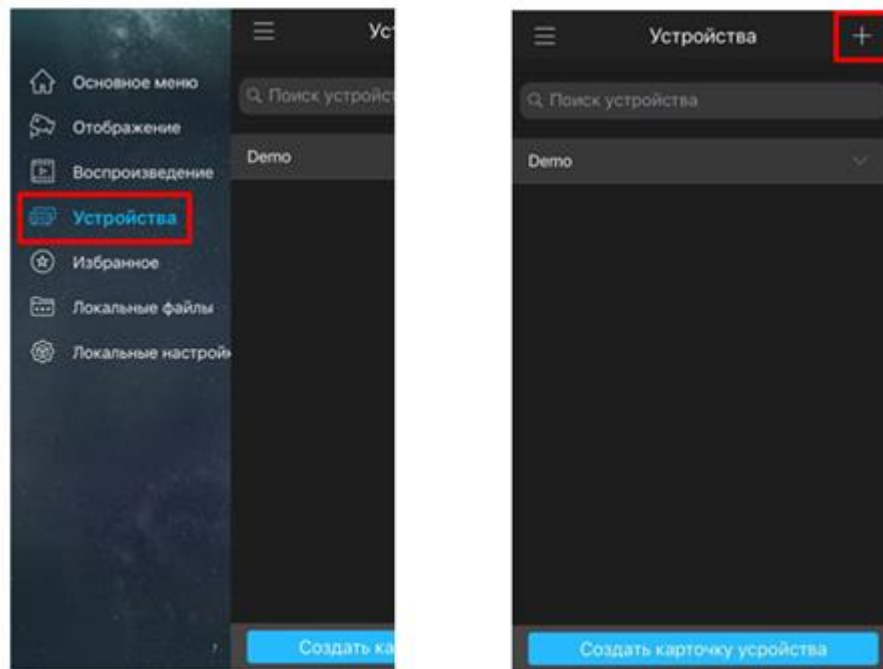 Основное меню
Отображение
Воспроизведение
Устройства
Избранное
Локальные файлы
Локальные настрой
Ус
Поиск устройс
Demo
Создать ка
Устройства
Поиск устройства
Demo
Создать карточку усройства